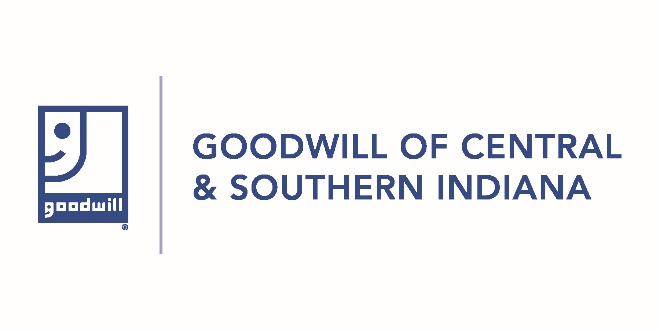 goodwill
®
GOODWILL OF CENTRAL
& SOUTHERN INDIANA